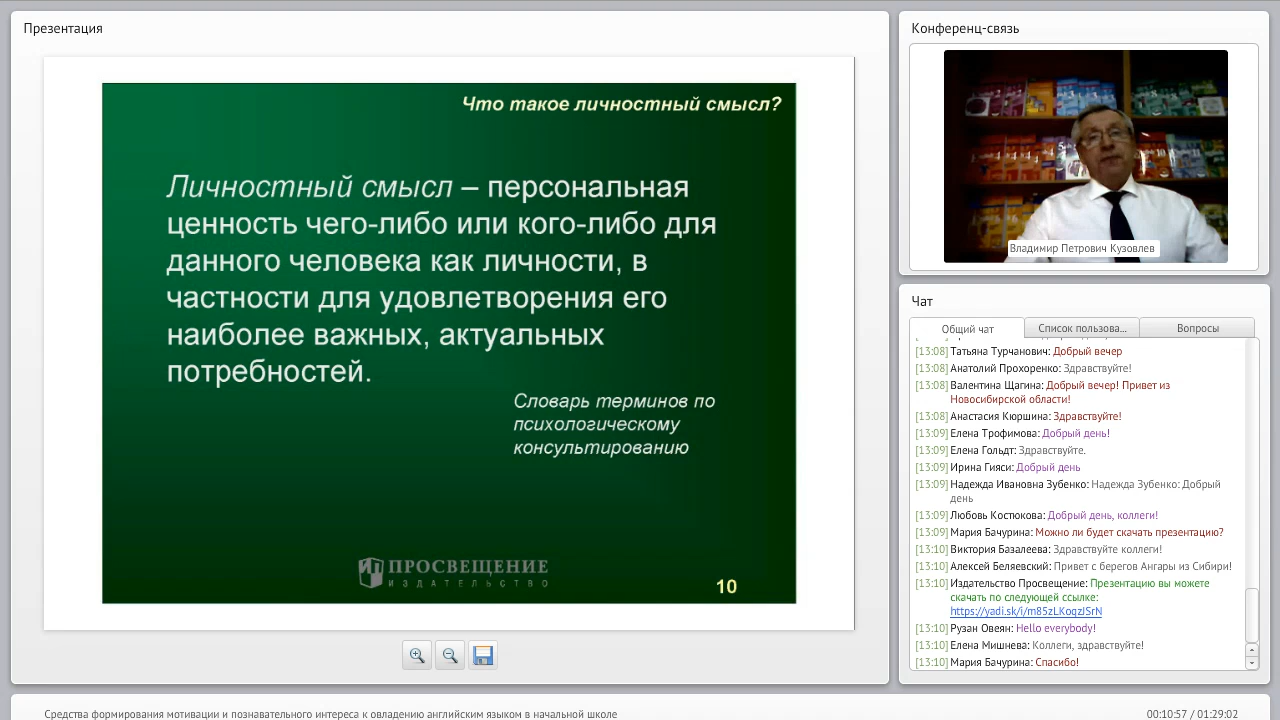 Презентация
Что такое личностный смысл?
Личностный смысл – персональная
ценность чего-либо или кого-либо для
данного человека как личности, в
частности для удовлетворения его
наиболее важных, актуальных
потребностей.
Словарь терминов по
психологическому
консультированию
ПРОСВЕЩЕНИЕ
ИЗДАТЕЛЬСТВО
10
Конференц-связь
Владимир Петрович Кузовлев
Чат
Общий чат
Список пользова...
Вопросы
[13:08] Татьяна Турчанович: Добрый вечер
[13:08] Анатолий Прохоренко: Здравствуйте!
[13:08] Валентина Щагина: Добрый вечер! Привет из
Новосибирской области!
[13:08] Анастасия Кюршина: Здравствуйте!
[13:09] Елена Трофимова: Добрый день!
[13:09] Елена Гольдт: Здравствуйте.
[13:09] Ирина Гияси: Добрый день
[13:09] Надежда Ивановна Зубенко: Надежда Зубенко: Добрый
день
[13:09] Любовь Костюкова: Добрый день, коллеги!
[13:09] Мария Бачурина: Можно ли будет скачать презентацию?
[13:10] Виктория Базалеева: Здравствуйте коллеги!
[13:10] Алексей Беляевский: Привет с берегов Ангары из Сибири!
[13:10] Издательство Просвещение: Презентацию вы можете
скачать по следующей ссылке:
https://yadi.sk/i/m85zLKoqzJSrN
[13:10] Рузан Овеян: Hello everybody!
[13:10] Елена Мишнева: Коллеги, здравствуйте!
[13:10] Мария Бачурина: Спасибо!
Средства формирования мотивации и познавательного интереса к овладению английским языком в начальной школе
00:10:57 / 01:29:02